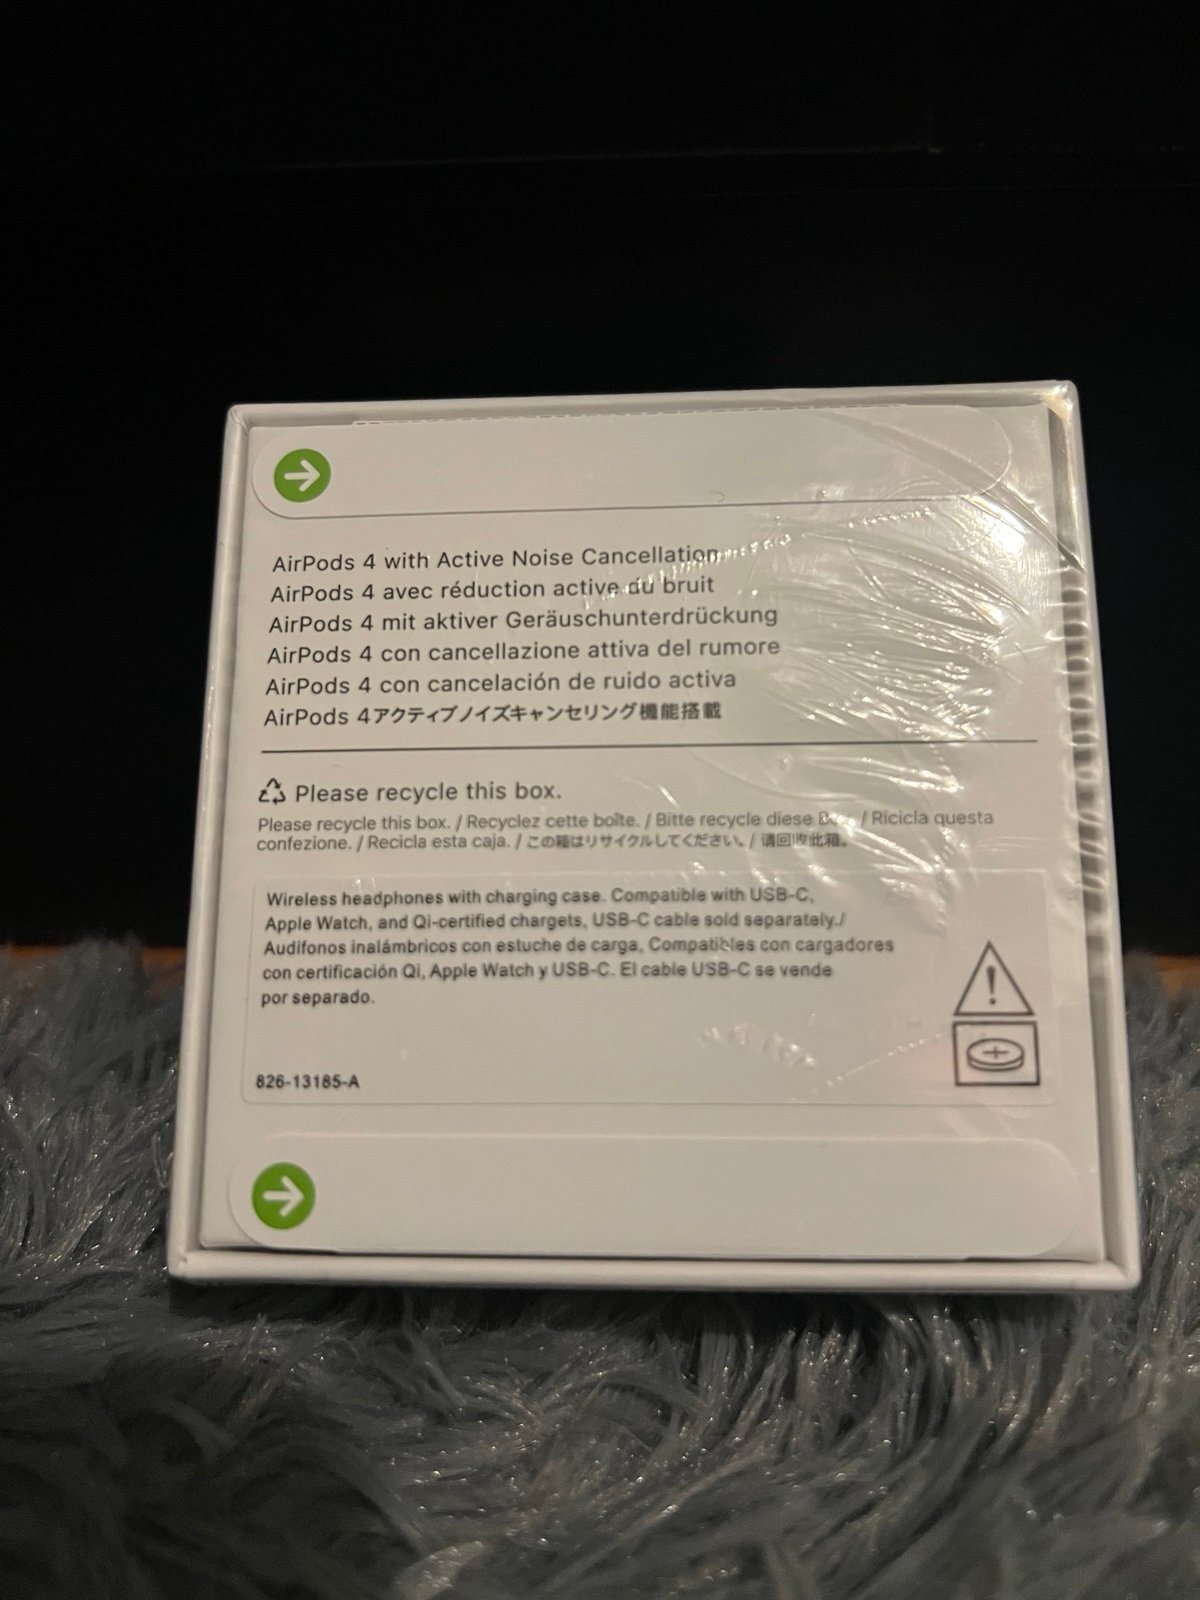 AirPods 4 with Active Noise Cancellation
AirPods 4 avec réduction active du bruit
AirPods 4 mit aktiver Geräuschunterdrückung
AirPods 4 con cancellazione attiva del rumore
AirPods 4 con cancelación de ruido activa
AirPods 4アクティブノイズキャンセリング機能搭載
Please recycle this box.
Please recycle this box. / Recyclez cette boîte. / Bitte recycle diese / Ricicla questa
confezione. / Recicla esta caja. / この箱はリサイクルしてください。 / 请回收此箱。
Wireless headphones with charging case. Compatible with USB-C,
Apple Watch, and Qi-certified chargets, USB-C cable sold separately./
Audifonos inalámbricos con estuche de carga, Compatibles con cargadores
con certificación Qi, Apple Watch y USB-C. El cable USB-C se vende
por separado.
826-13185-A